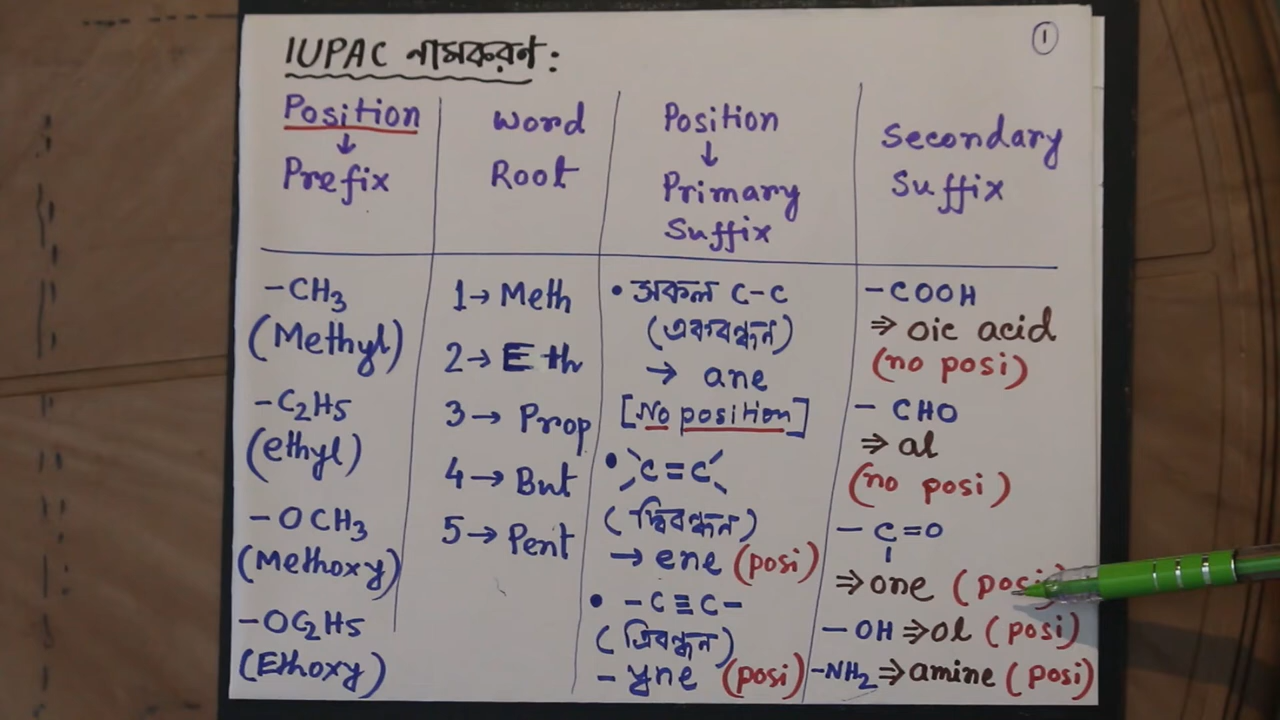 IUPAC নামকরণ:
1
Position
↓
Prefix
-CH3
(Methyl)
-C2H5
(ethyl)
-OCH3
(Methoxy)
-OC2H5
(Ethoxy)
Word
Root
1→ Meth
2→ Eth
3→ Prop
4→ But
5→ Pent
Position
↓
Primary
Suffix
• সকল C-C
(একবন্ধন)
→ ane
[No position]
• C=C
(দ্বিবন্ধন)
→ ene (posi)
• -C≡C-
(ত্রিবন্ধন)
- yne (posi)
Secondary
Suffix
-COOH
⇒ oic acid
(no posi)
- CHO
⇒ al
(no posi)
- C=O
⇒ one (posi)
- OH ⇒ ol (posi)
-NH2 ⇒ amine (posi)